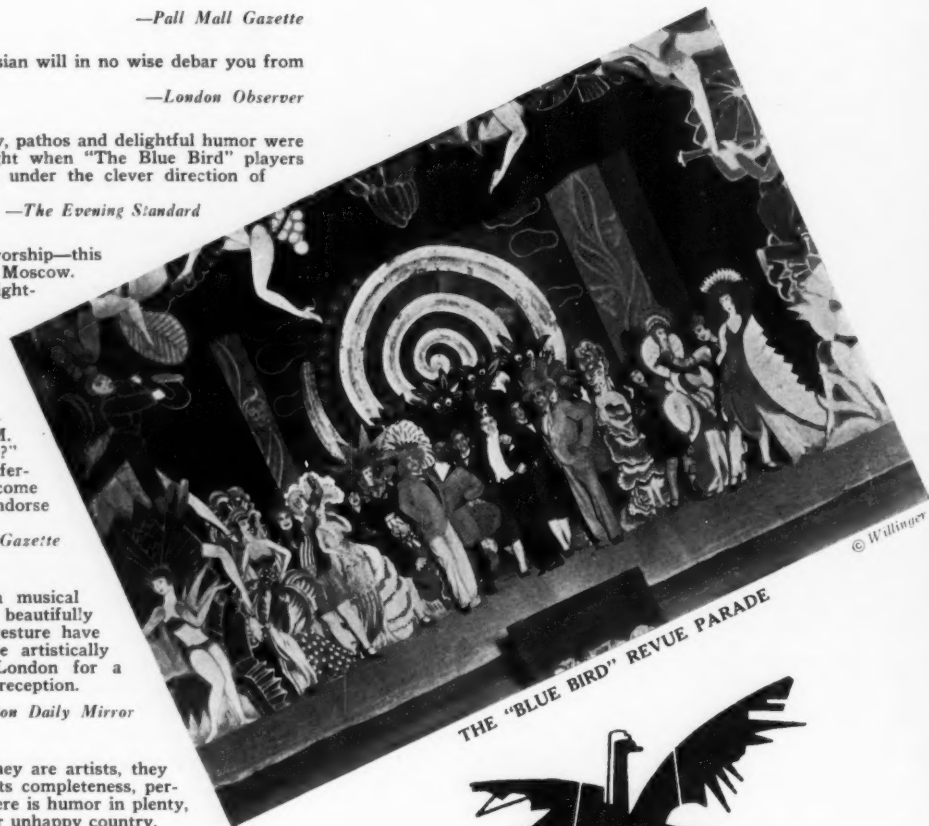 —Pall Mall Gazette
sian will in no wise debar you from
—London Observer
y, pathos and delightful humor were
ght when "The Blue Bird" players
under the clever direction of
—The Evening Standard
orship—this
Moscow.
ght-
M.
?"
fer-
come
ndorse
Gazette
musical
beautifully
esture have
e artistically
London for a
reception.
on Daily Mirror
hey are artists, they
ts completeness, per-
ere is humor in plenty,
r unhappy country.
© Willinger
THE "BLUE BIRD" REVUE PARADE